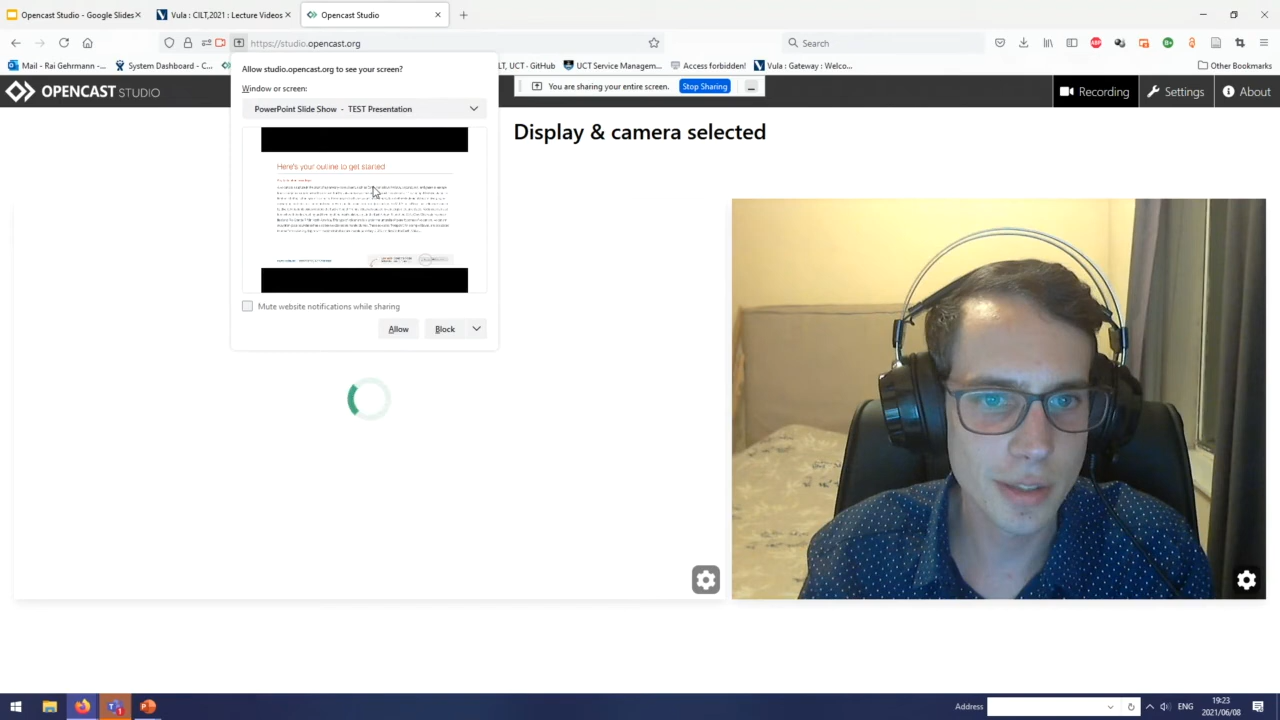 Opencast Studio - Google Slides
Vula : CILT,2021 : Lecture Videos
Opencast Studio
https://studio.opencast.org
Search
Mail - Rai Gehrmann -...
System Dashboard - C...
LT, UCT · GitHub
UCT Service Managem...
Access forbidden!
Vula : Gateway : Welco...
Other Bookmarks
Allow studio.opencast.org to see your screen?
Window or screen:
PowerPoint Slide Show - TEST Presentation
Here's your outline to get started
Mute website notifications while sharing
Allow
Block
You are sharing your entire screen.
Stop Sharing
OPENCAST STUDIO
Recording
Settings
About
Display & camera selected
Address
ENG
19:23
2021/06/08